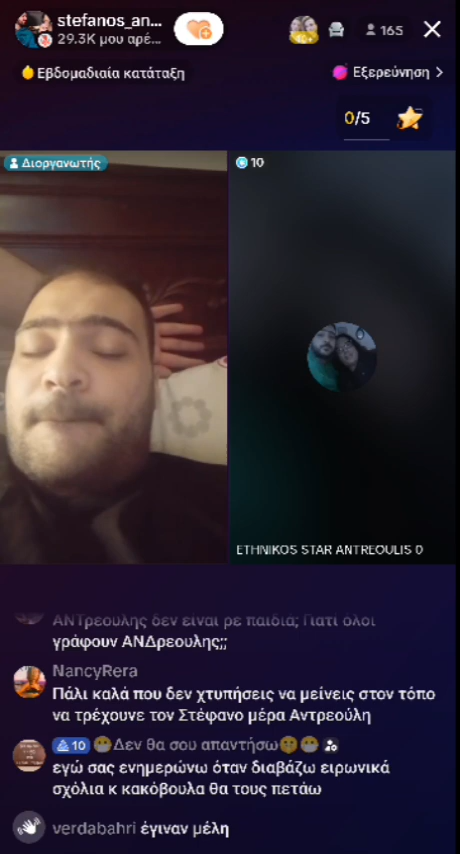 stefanos_an...
29.3K μου αρέ...
165
Εβδομαδιαία κατάταξη
Εξερεύνηση >
0/5
Διοργανωτής
10
ETHNIKOS STAR ANTREOULIS 0
ΑΝΤρεουλης δεν είναι ρε παιδιά; Γιατί όλοι
γράφουν ΑΝΔρεουλης;;
NancyRera
Πάλι καλά που δεν χτυπήσεις να μείνεις στον τόπο
να τρέχουνε τον Στέφανο μέρα Αντρεούλη
10 Δεν θα σου απαντήσω
εγώ σας ενημερώνω όταν διαβάζω ειρωνικά
σχόλια κ κακόβουλα θα τους πετάω
verdabahri έγιναν μέλη